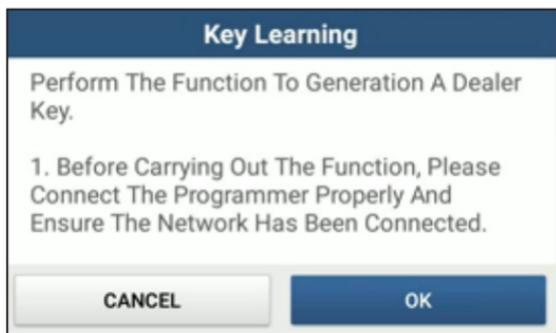 Key Learning
Perform The Function To Generation A Dealer
Key.
1. Before Carrying Out The Function, Please
Connect The Programmer Properly And
Ensure The Network Has Been Connected.
CANCEL
OK